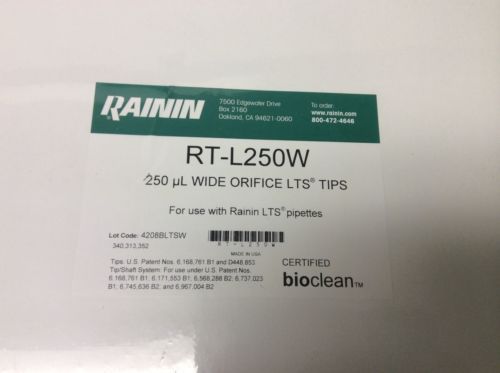 RAININ
7500 Edgewater Drive
Box 2160
Oakland, CA 94621-0060
To order:
www.rainin.com
800-472-4646
RT-L250W
250 µL WIDE ORIFICE LTS® TIPS
For use with Rainin LTS® pipettes
Lot Code: 4208BLTSW
340,313,352
RT-L250W
MADE IN USA
Tips: U.S. Patent Nos. 6,168,761 B1 and D448,853
Tip/Shaft System: For use under U.S. Patent Nos.
6,168,761 B1, 6,171,553 B1, 6,568,288 B2, 6,737,023
B1, 6,745,636 B2, and 6,967,004 B2
CERTIFIED
bioclean™